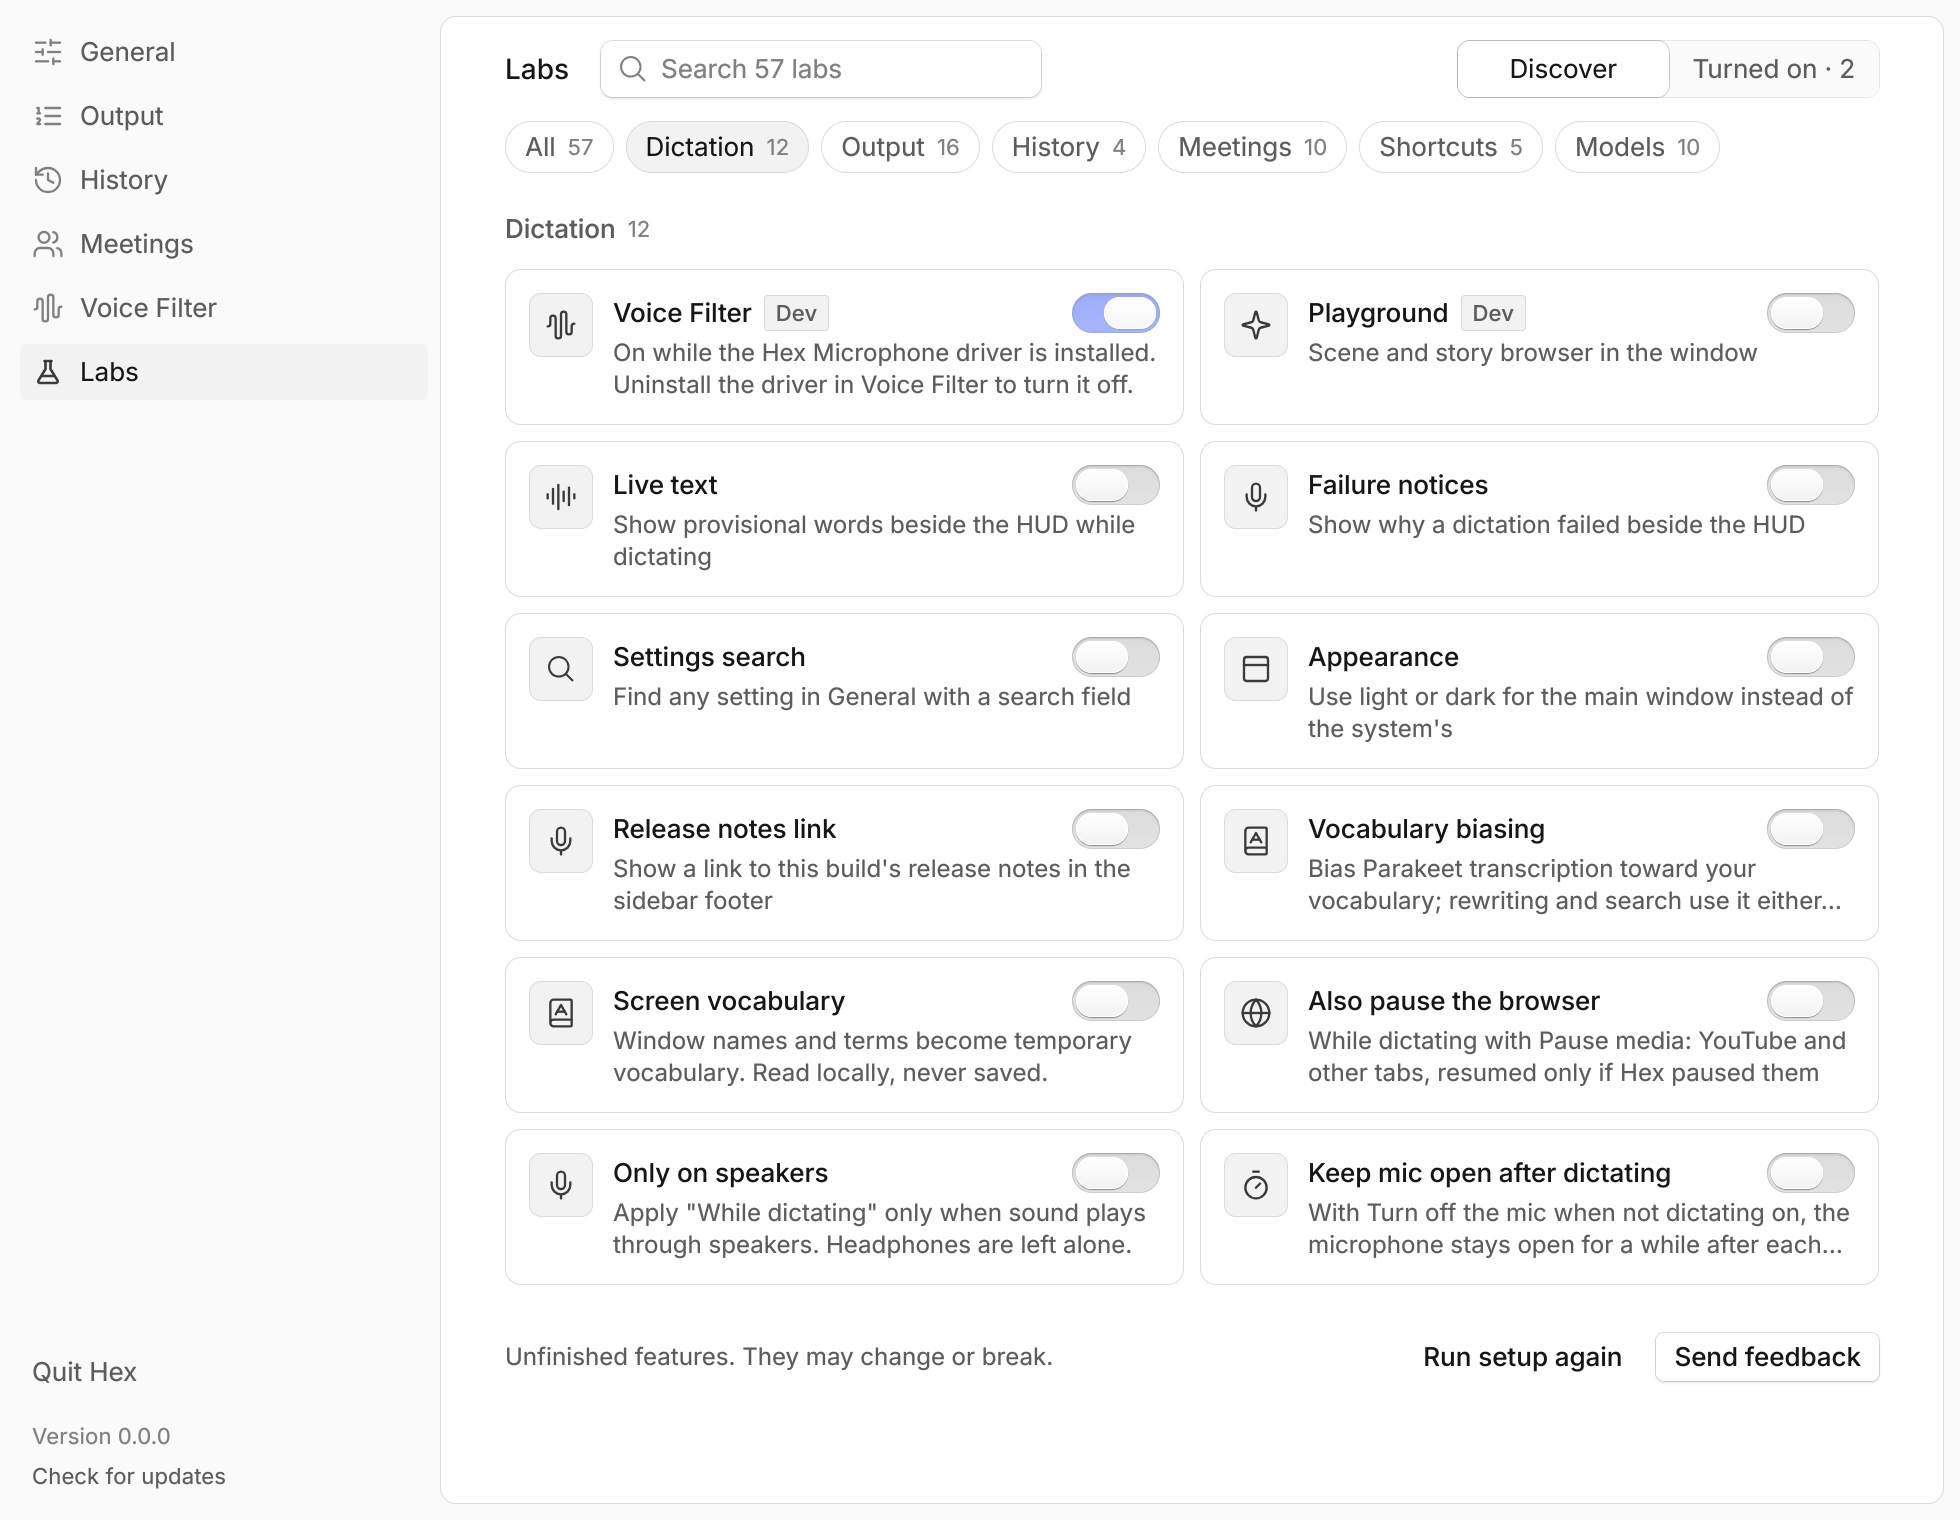 General
Output
History
Meetings
Voice Filter
Labs
Quit Hex
Version 0.0.0
Check for updates
Labs
Search 57 labs
Discover
Turned on · 2
All 57
Dictation 12
Output 16
History 4
Meetings 10
Shortcuts 5
Models 10
Dictation 12
Voice Filter Dev
On while the Hex Microphone driver is installed.
Uninstall the driver in Voice Filter to turn it off.
Playground Dev
Scene and story browser in the window
Live text
Show provisional words beside the HUD while
dictating
Failure notices
Show why a dictation failed beside the HUD
Settings search
Find any setting in General with a search field
Appearance
Use light or dark for the main window instead of
the system's
Release notes link
Show a link to this build's release notes in the
sidebar footer
Vocabulary biasing
Bias Parakeet transcription toward your
vocabulary; rewriting and search use it either...
Screen vocabulary
Window names and terms become temporary
vocabulary. Read locally, never saved.
Also pause the browser
While dictating with Pause media: YouTube and
other tabs, resumed only if Hex paused them
Only on speakers
Apply "While dictating" only when sound plays
through speakers. Headphones are left alone.
Keep mic open after dictating
With Turn off the mic when not dictating on, the
microphone stays open for a while after each...
Unfinished features. They may change or break.
Run setup again
Send feedback